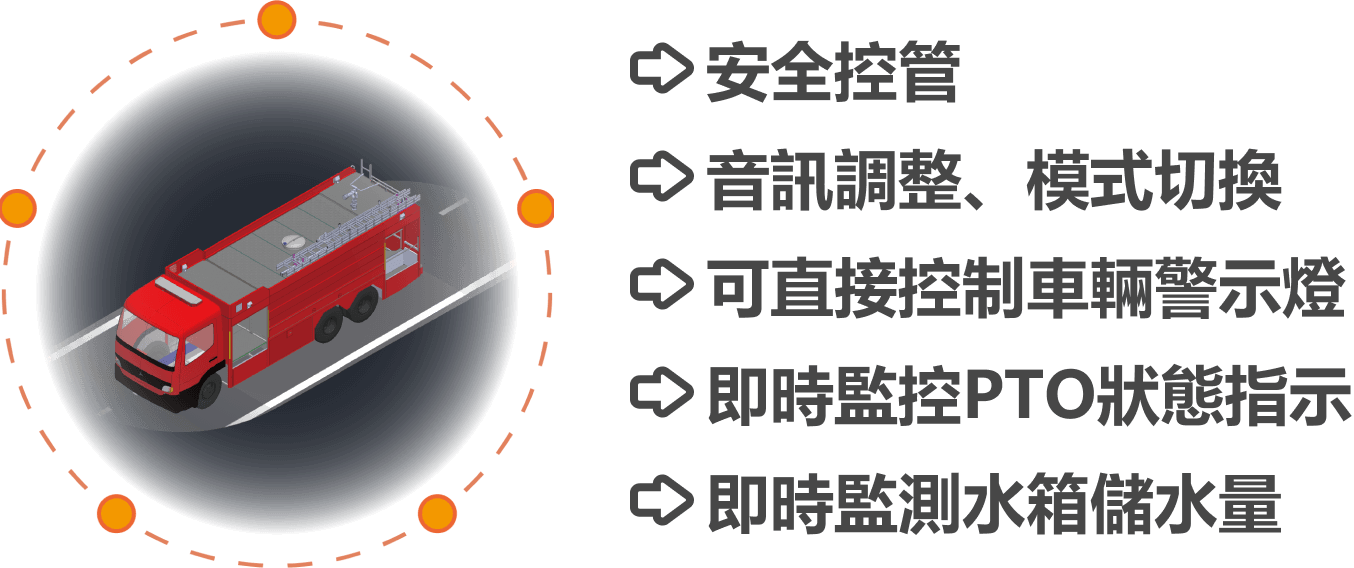 安全控管
音訊調整、模式切換
可直接控制車輛警示燈
即時監控PTO狀態指示
即時監測水箱儲水量